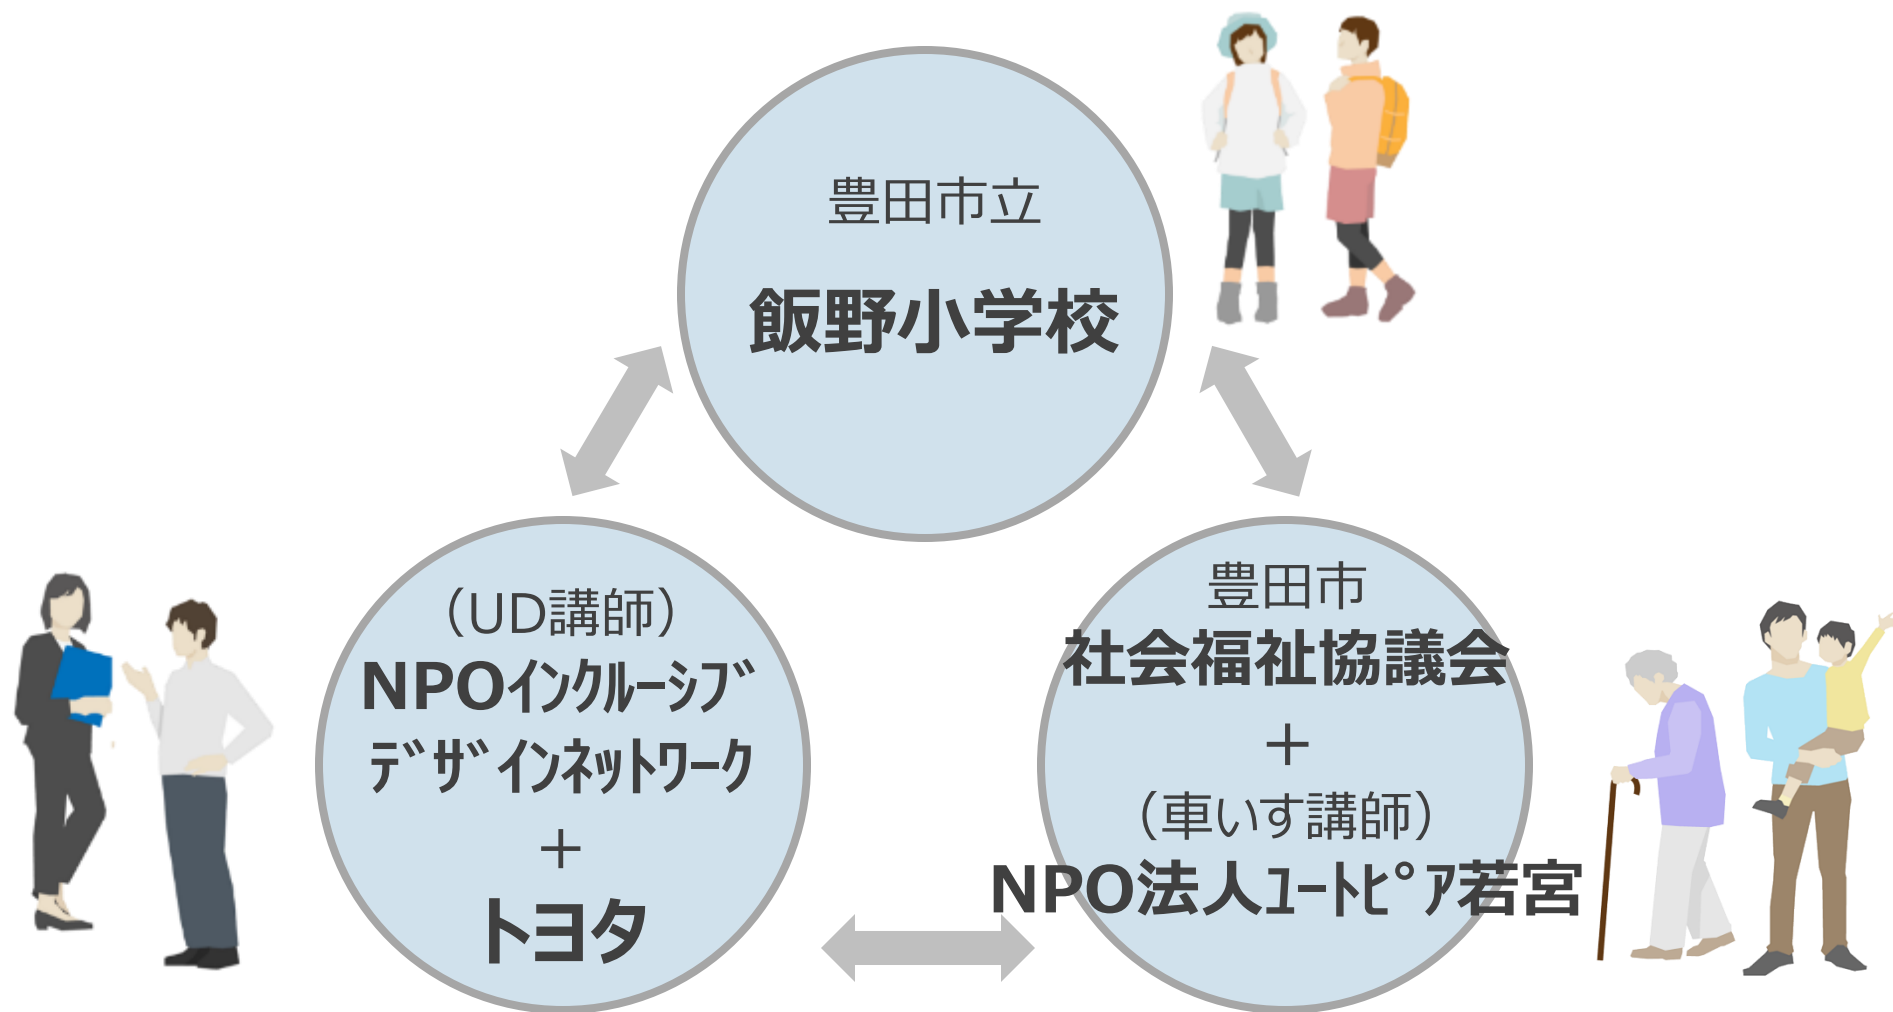 豊田市立
飯野小学校
（UD講師）
NPOｲﾝｸﾙｰｼﾌﾞ
ﾃﾞｻﾞｲﾝﾈｯﾄﾜｰｸ
＋
トヨタ
豊田市
社会福祉協議会
＋
（車いす講師）
NPO法人ﾕｰﾄﾋﾟｱ若宮